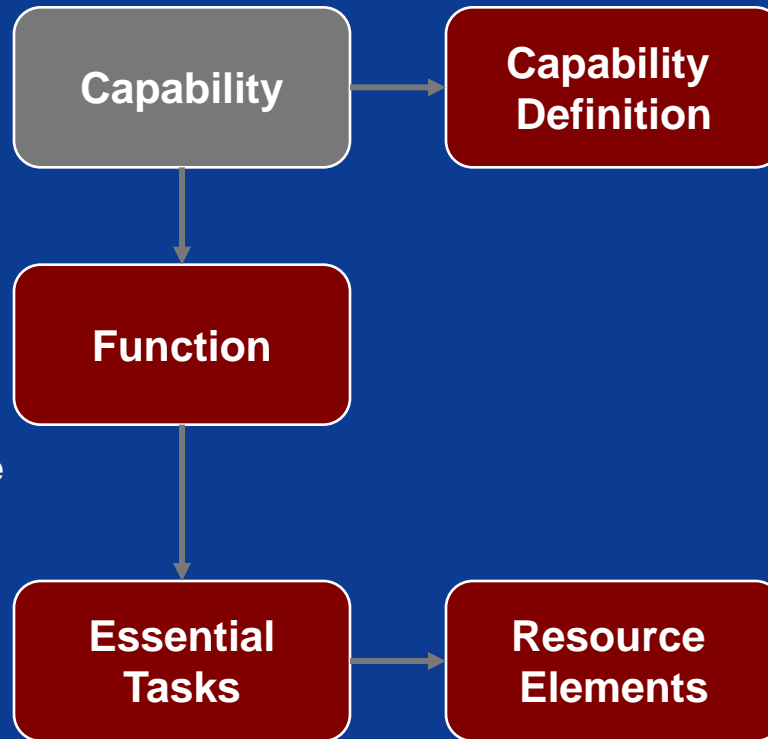 Capability
Capability
Definition
Function
Essential
Tasks
Resource
Elements